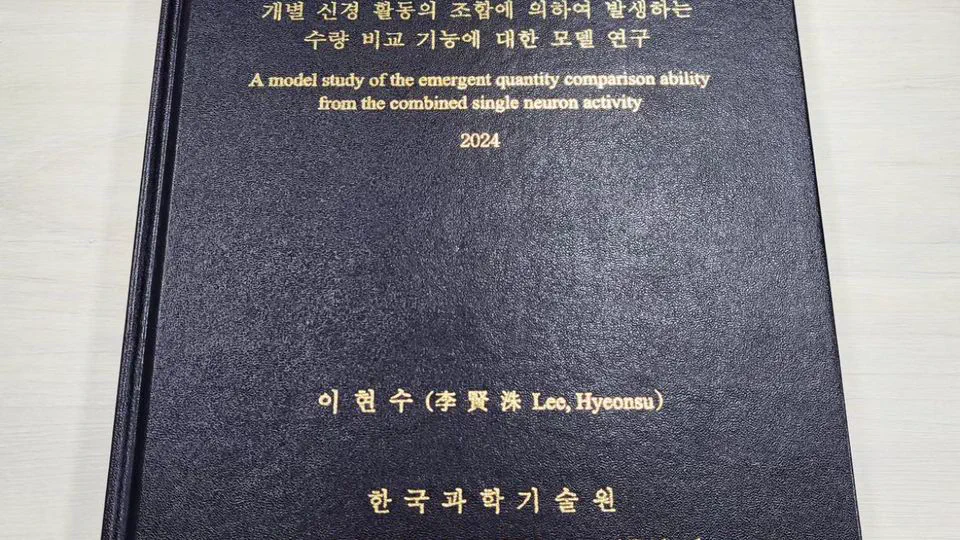 개별 신경 활동의 조합에 의하여 발생하는
수량 비교 기능에 대한 모델 연구
A model study of the emergent quantity comparison ability
from the combined single neuron activity
2024
이 현 수 (李 賢 洙 Lee, Hyeonsu)
한 국 과 학 기 술 원